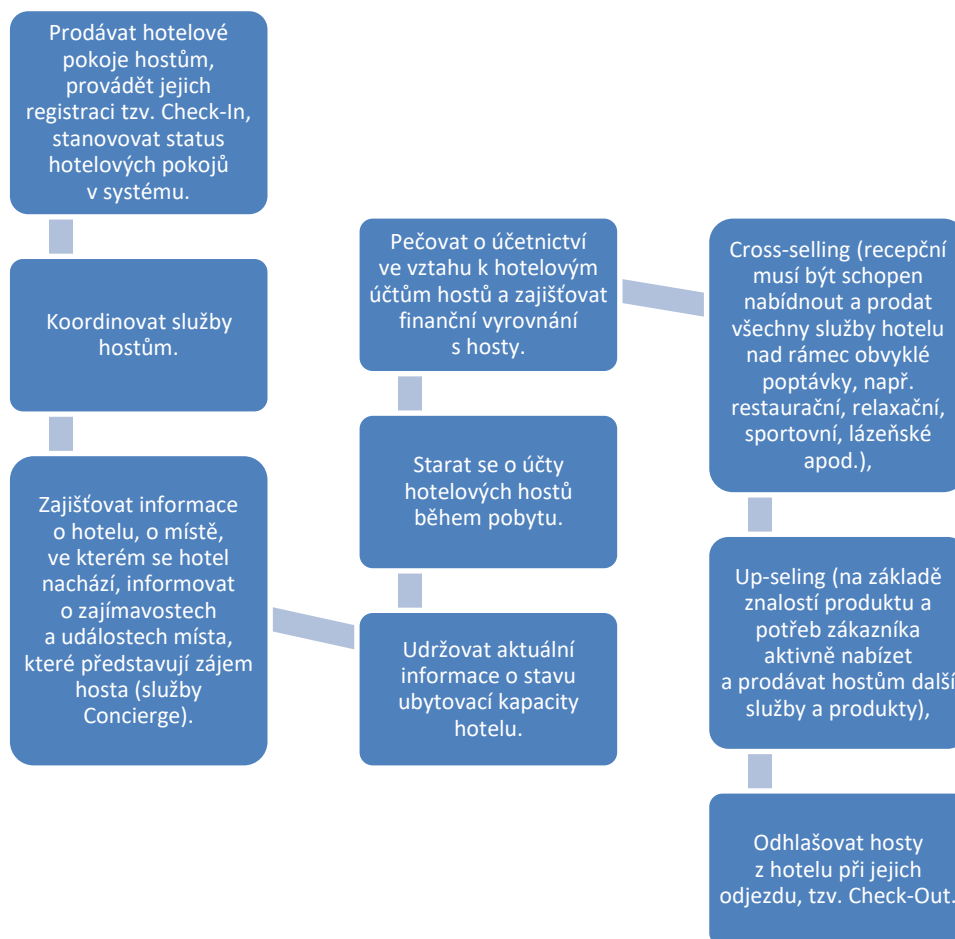 Prodávat hotelové
pokoje hostům,
provádět jejich
registraci tzv. Check-In,
stanovovat status
hotelových pokojů
v systému.
Koordinovat služby
hostům.
Zajišťovat informace
o hotelu, o místě,
ve kterém se hotel
nachází, informovat
o zajímavostech
a událostech místa,
které představují zájem
hosta (služby
Concierge).
Udržovat aktuální
informace o stavu
ubytovací kapacity
hotelu.
Starat se o účty
hotelových hostů
během pobytu.
Pečovat o účetnictví
ve vztahu k hotelovým
účtům hostů a zajišťovat
finanční vyrovnání
s hosty.
Cross-selling (recepční
musí být schopen
nabídnout a prodat
všechny služby hotelu
nad rámec obvyklé
poptávky, např.
restaurační, relaxační,
sportovní, lázeňské
apod.),
Up-seling (na základě
znalostí produktu a
potřeb zákazníka
aktivně nabízet
a prodávat hostům další
služby a produkty),
Odhlašovat hosty
z hotelu při jejich
odjezdu, tzv. Check-Out.